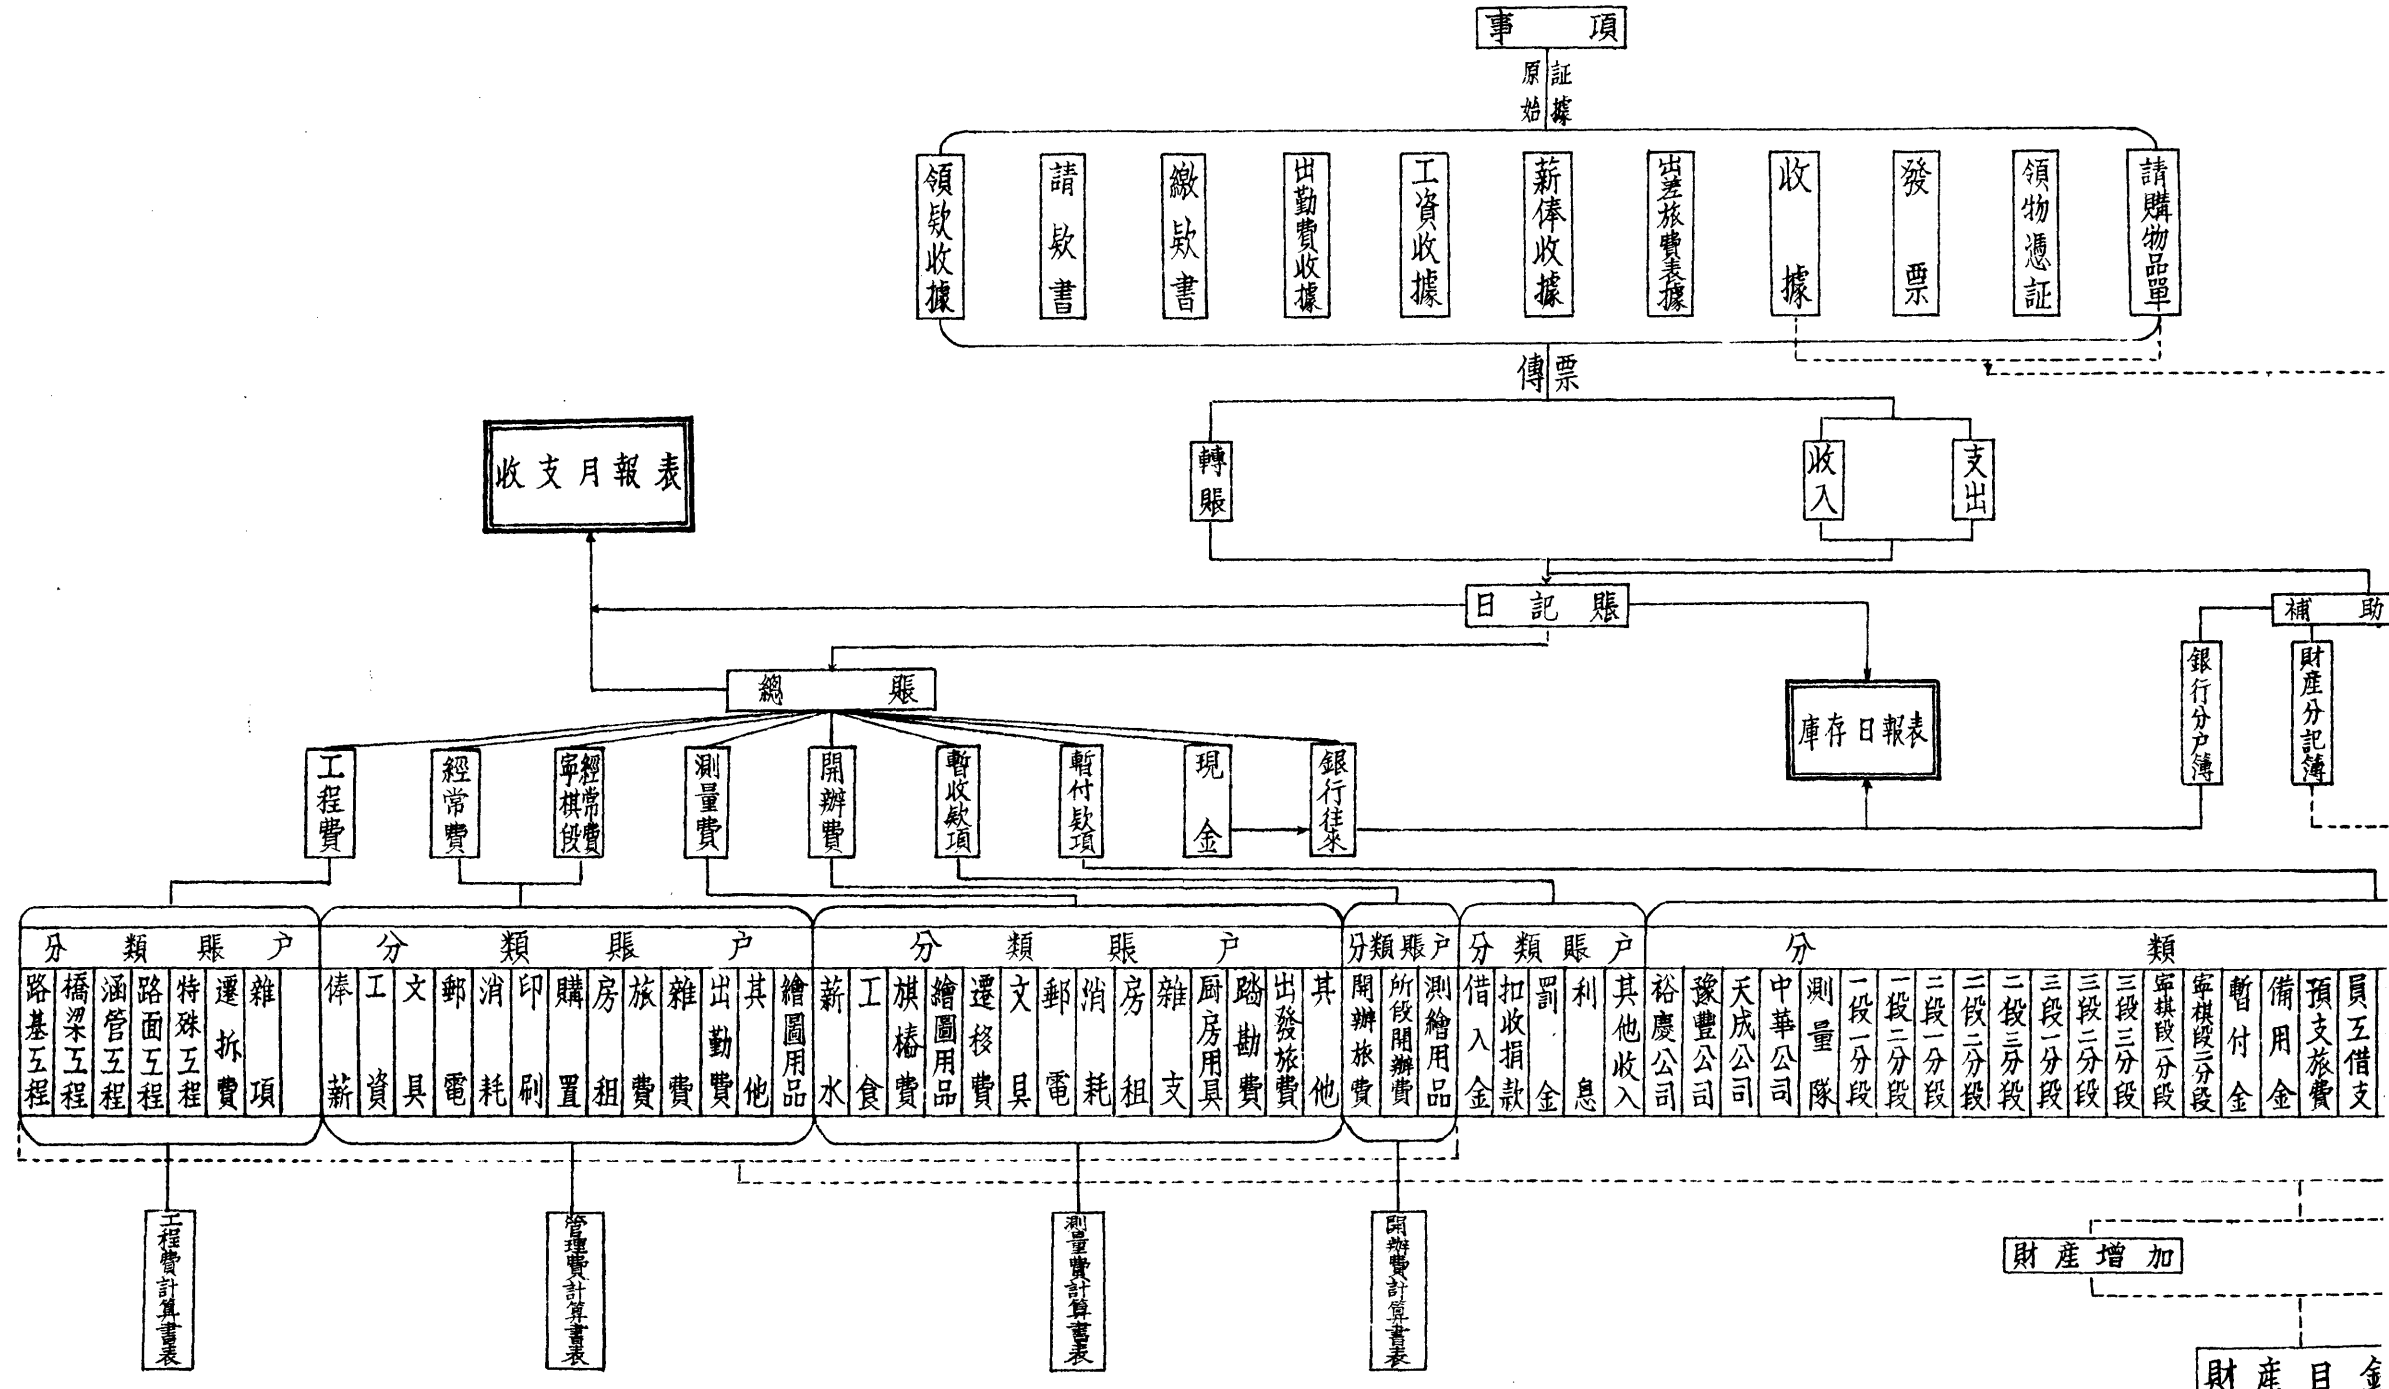 事項
原始
証據
領欵收據
請欵書
繳欵書
出勤費收據
工資收據
薪俸收據
出差旅費表據
收據
發票
領物憑証
請購物品單
傳票
轉賬
收入
支出
收支月報表
日記賬
補助
銀行分户簿
財産分記簿
總賬
庫存日報表
工程費
經常費
經常費
寕棋段
測量費
開辦費
暫收欵項
暫付欵項
現金
銀行往來
分類賬户
路基工程
橋梁工程
涵管工程
路面工程
特殊工程
遷拆費
雜項
分類賬户
俸薪
工資
文具
郵電
消耗
印刷
購置
房租
旅費
雜費
出勤費
其他
繪圖用品
分類賬户
薪水
工食
旗樁費
繪圖用品
遷移費
文具
郵電
消耗
房租
雜支
厨房用具
踏勘費
出發旅費
其他
分類賬户
開辦旅費
所段開辦費
測繪用品
分類賬户
借入金
扣收捐款
罰金
利息
其他收入
分類
裕慶公司
豫豐公司
天成公司
中華公司
測量隊
一段一分段
一段二分段
二段一分段
二段二分段
二段三分段
三段一分段
三段二分段
三段三分段
寕棋段一分段
寕棋段二分段
暫付金
備用金
預支旅費
員工借支
工程費計算書表
管理費計算書表
測量費計算書表
開辦費計算書表
財産增加
財産目